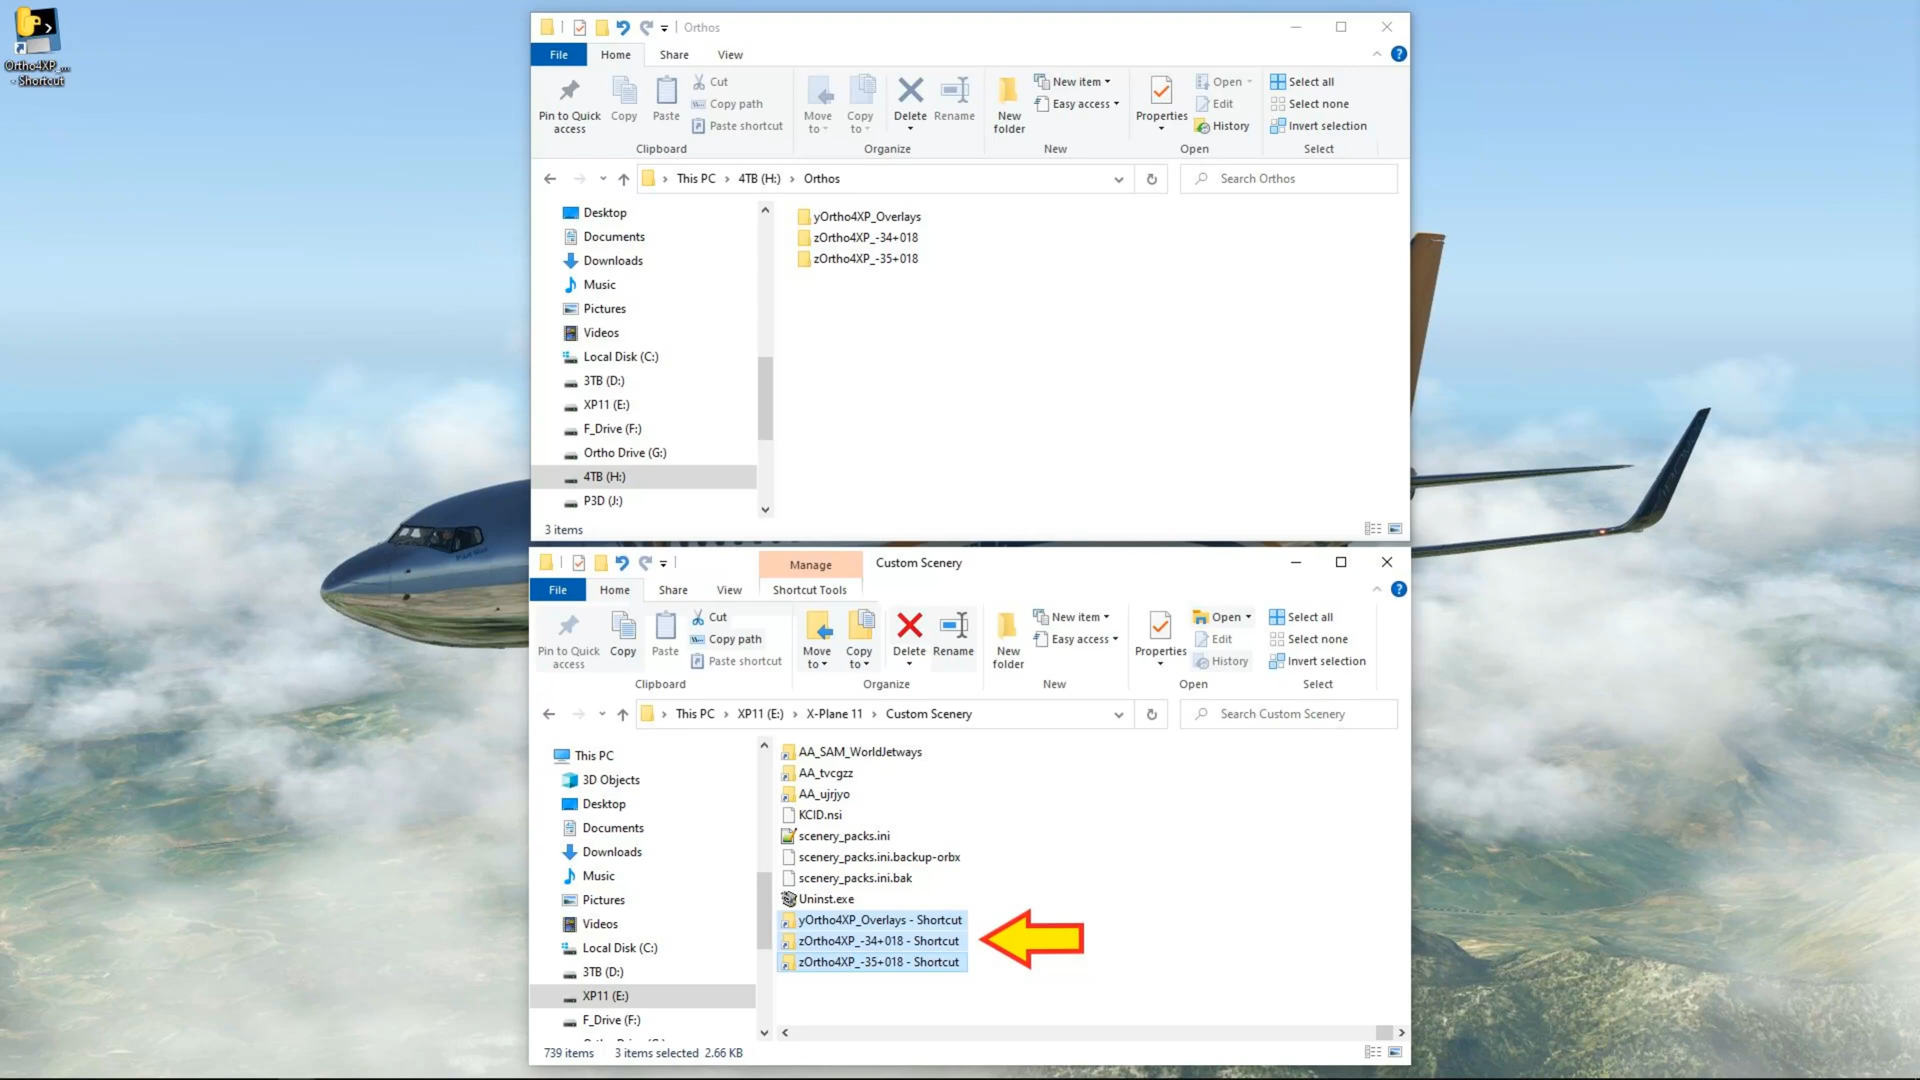 Ortho4XP_...
- Shortcut
Orthos
File
Home
Share
View
Pin to Quick
access
Copy
Paste
Cut
Copy path
Paste shortcut
Clipboard
Move
to
Copy
to
Delete
Rename
Organize
New
folder
New item
Easy access
New
Properties
Open
Edit
History
Open
Select all
Select none
Invert selection
Select
This PC
4TB (H:)
Orthos
Search Orthos
Desktop
Documents
Downloads
Music
Pictures
Videos
Local Disk (C:)
3TB (D:)
XP11 (E:)
F_Drive (F:)
Ortho Drive (G:)
4TB (H:)
P3D (J:)
yOrtho4XP_Overlays
zOrtho4XP_-34+018
zOrtho4XP_-35+018
3 items
Manage
Custom Scenery
File
Home
Share
View
Shortcut Tools
Pin to Quick
access
Copy
Paste
Cut
Copy path
Paste shortcut
Clipboard
Move
to
Copy
to
Delete
Rename
Organize
New
folder
New item
Easy access
New
Properties
Open
Edit
History
Open
Select all
Select none
Invert selection
Select
This PC
XP11 (E:)
X-Plane 11
Custom Scenery
Search Custom Scenery
This PC
3D Objects
Desktop
Documents
Downloads
Music
Pictures
Videos
Local Disk (C:)
3TB (D:)
XP11 (E:)
F_Drive (F:)
AA_SAM_WorldJetways
AA_tvcgzz
AA_ujrjyo
KCID.nsi
scenery_packs.ini
scenery_packs.ini.backup-orbx
scenery_packs.ini.bak
Uninst.exe
yOrtho4XP_Overlays - Shortcut
zOrtho4XP_-34+018 - Shortcut
zOrtho4XP_-35+018 - Shortcut
739 items
3 items selected 2.66 KB